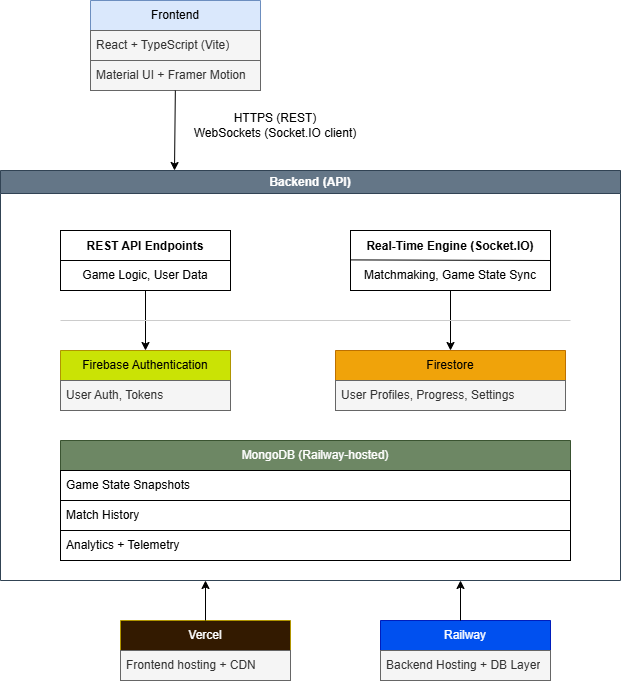 Frontend
React + TypeScript (Vite)
Material UI + Framer Motion
HTTPS (REST)
WebSockets (Socket.IO client)
Backend (API)
REST API Endpoints
Game Logic, User Data
Real-Time Engine (Socket.IO)
Matchmaking, Game State Sync
Firebase Authentication
User Auth, Tokens
Firestore
User Profiles, Progress, Settings
MongoDB (Railway-hosted)
Game State Snapshots
Match History
Analytics + Telemetry
Vercel
Frontend hosting + CDN
Railway
Backend Hosting + DB Layer